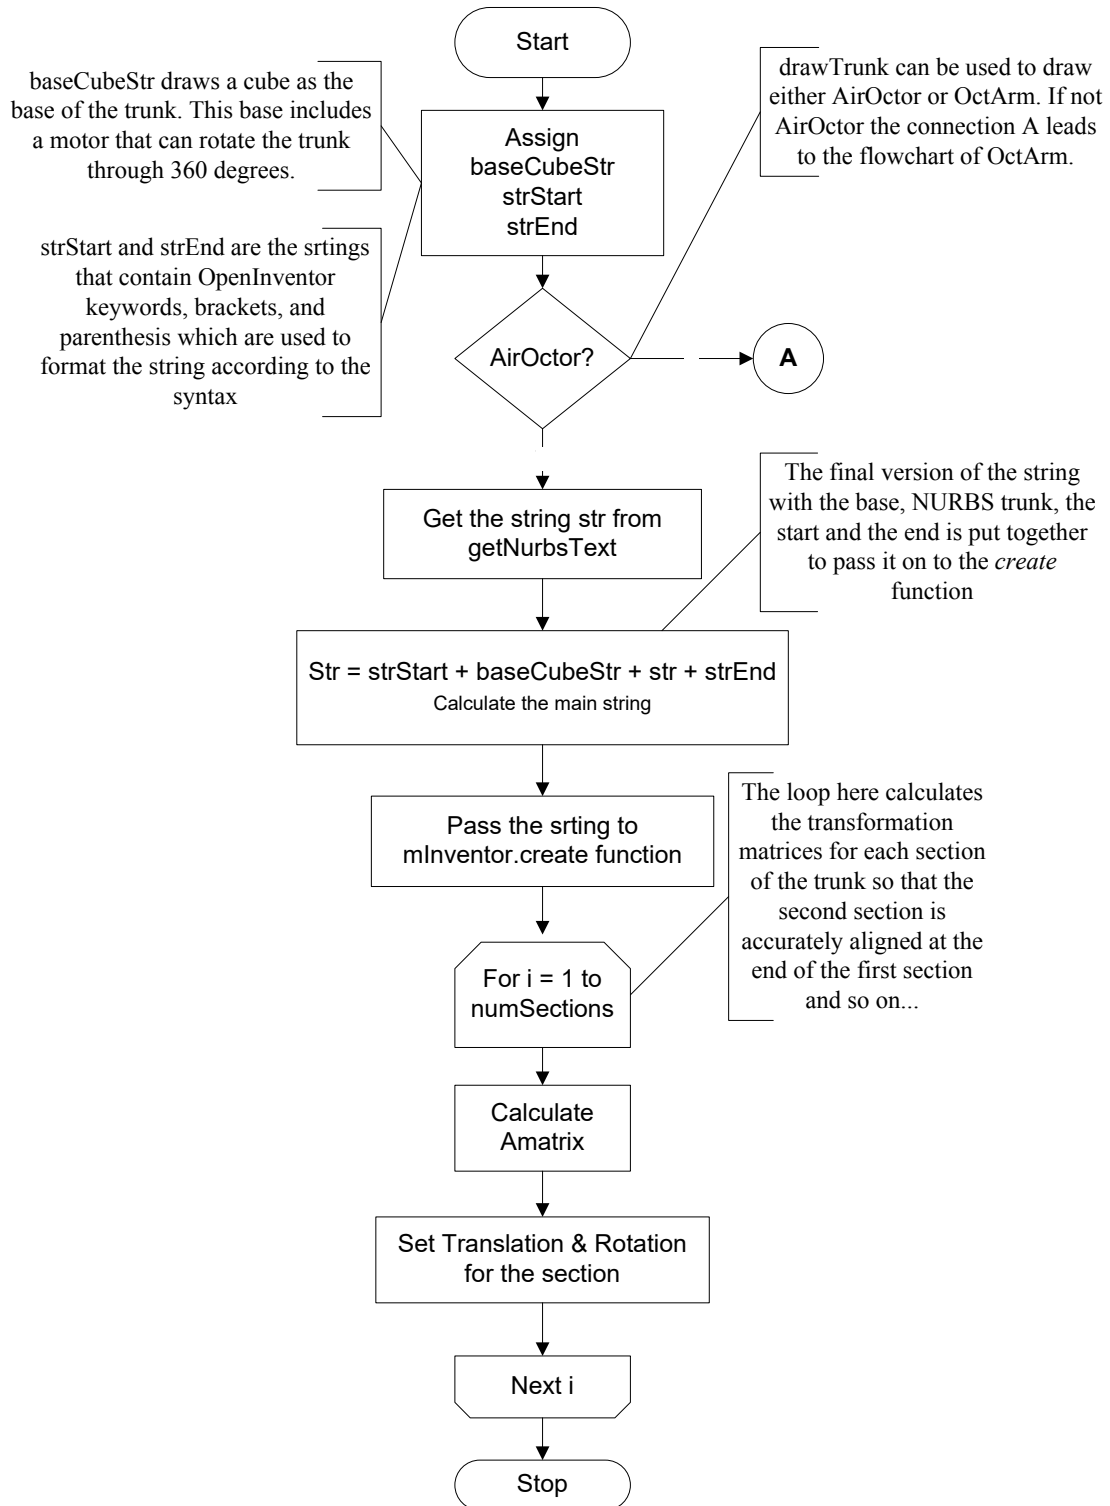 Start
baseCubeStr draws a cube as the
base of the trunk. This base includes
a motor that can rotate the trunk
through 360 degrees.
drawTrunk can be used to draw
either AirOctor or OctArm. If not
AirOctor the connection A leads
to the flowchart of OctArm.
Assign
baseCubeStr
strStart
strEnd
strStart and strEnd are the srtings
that contain OpenInventor
keywords, brackets, and
parenthesis which are used to
format the string according to the
syntax
AirOctor?
A
Get the string str from
getNurbsText
The final version of the string
with the base, NURBS trunk, the
start and the end is put together
to pass it on to the create
function
Str = strStart + baseCubeStr + str + strEnd
Calculate the main string
Pass the srting to
mInventor.create function
The loop here calculates
the transformation
matrices for each section
of the trunk so that the
second section is
accurately aligned at the
end of the first section
and so on...
For i = 1 to
numSections
Calculate
Amatrix
Set Translation & Rotation
for the section
Next i
Stop